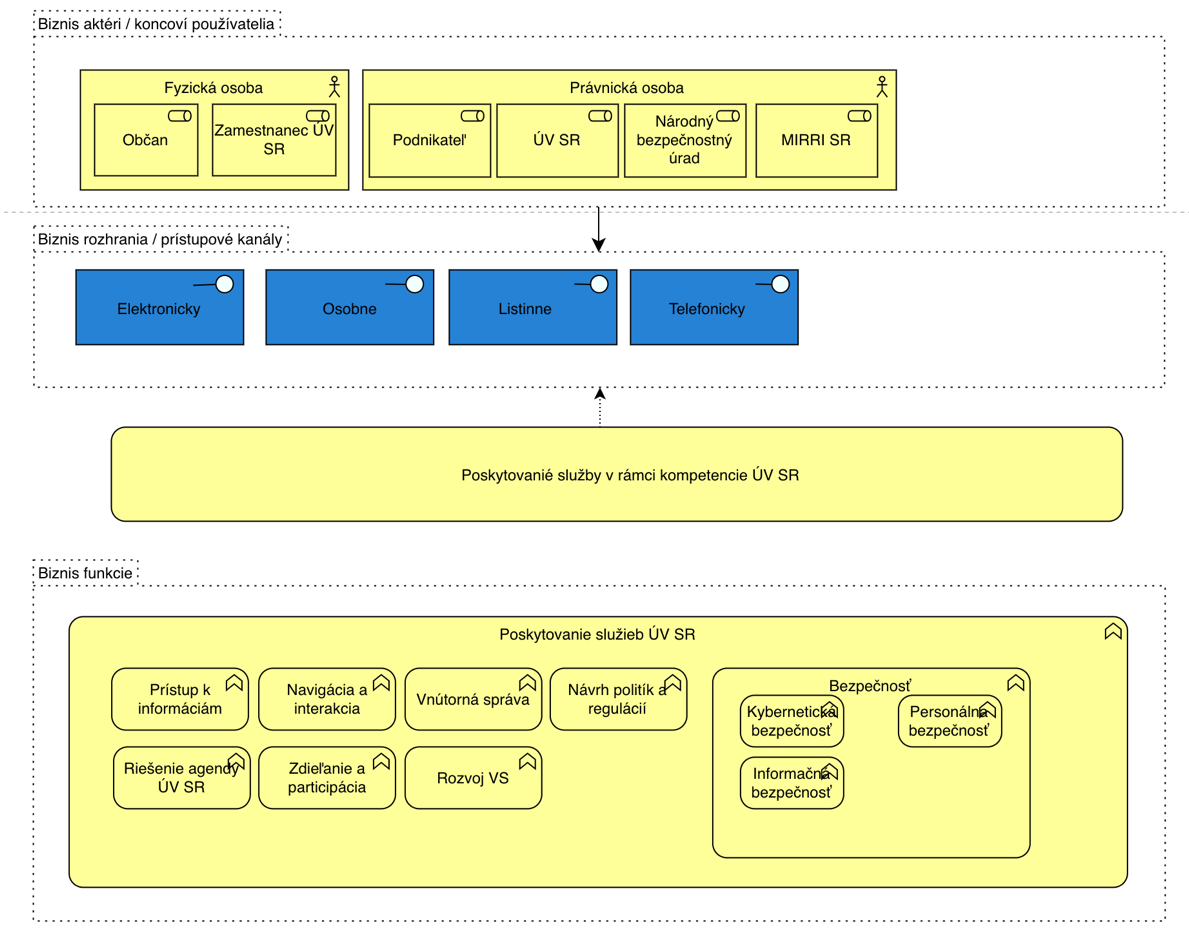 Biznis aktéri / koncoví používatelia
Fyzická osoba
Právnická osoba
Občan
Zamestnanec ÚV
SR
Podnikateľ
ÚV SR
Národný
bezpečnostný
úrad
MIRRI SR
Biznis rozhrania / prístupové kanály
Elektronicky
Osobne
Listinne
Telefonicky
Poskytovanié služby v rámci kompetencie ÚV SR
Biznis funkcie
Poskytovanie služieb ÚV SR
Prístup k
informáciám
Navigácia a
interakcia
Vnútorná správa
Návrh politík a
regulácií
Riešenie agendy
ÚV SR
Zdieľanie a
participácia
Rozvoj VS
Bezpečnosť
Kybernetická
bezpečnosť
Personálna
bezpečnosť
Informačná
bezpečnosť